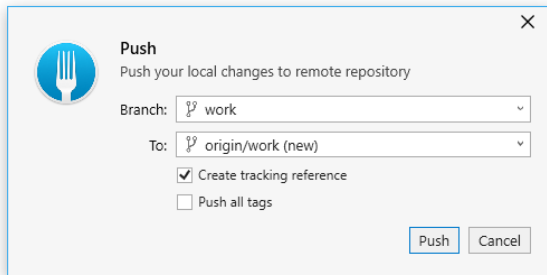 Push
Push your local changes to remote repository
Branch: work
To: origin/work (new)
Create tracking reference
Push all tags
Push Cancel